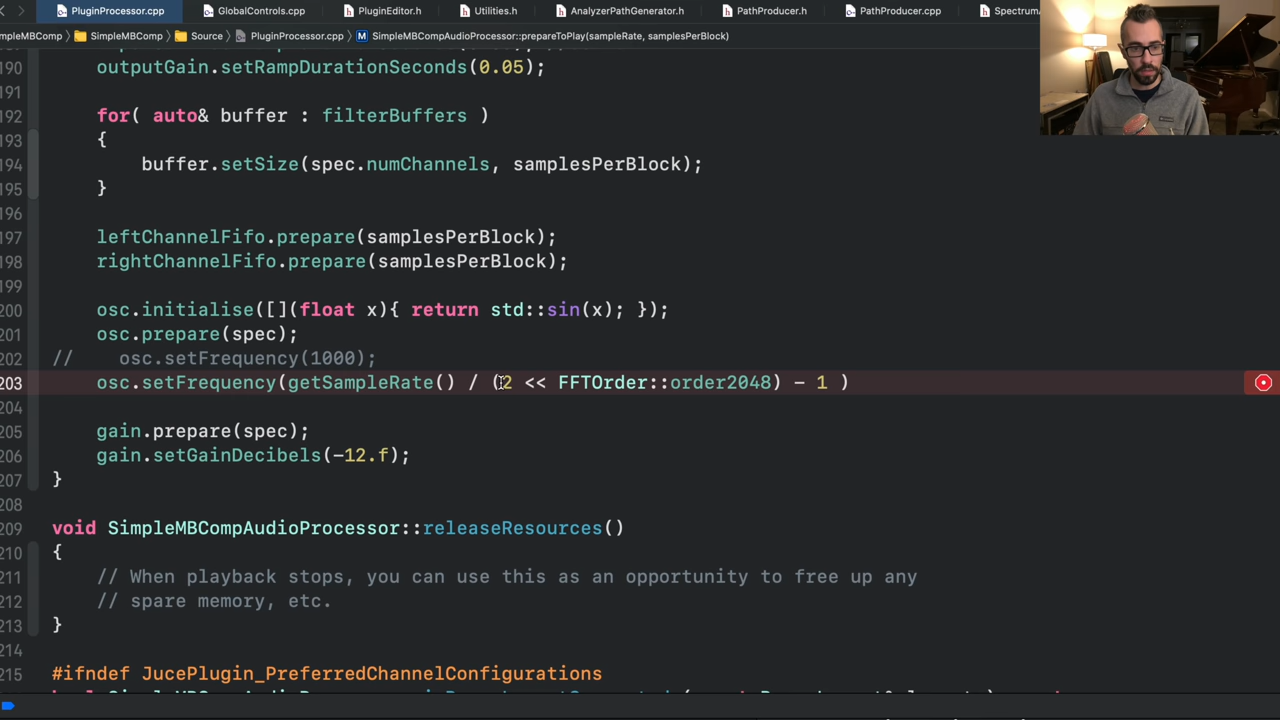 PluginProcessor.cpp GlobalControls.cpp PluginEditor.h Utilities.h AnalyzerPathGenerator.h PathProducer.h PathProducer.cpp
impleMBComp SimpleMBComp Source PluginProcessor.cpp SimpleMBCompAudioProcessor::prepareToPlay(sampleRate, samplesPerBlock)
190 outputGain.setRampDurationSeconds(0.05);
191
192 for( auto& buffer : filterBuffers )
193 {
194 buffer.setSize(spec.numChannels, samplesPerBlock);
195 }
196
197 leftChannelFifo.prepare(samplesPerBlock);
198 rightChannelFifo.prepare(samplesPerBlock);
199
200 osc.initialise([](float x){ return std::sin(x); });
201 osc.prepare(spec);
202 // osc.setFrequency(1000);
203 osc.setFrequency(getSampleRate() / (2 << FFTOrder::order2048) - 1 )
204
205 gain.prepare(spec);
206 gain.setGainDecibels(-12.f);
207 }
208
209 void SimpleMBCompAudioProcessor::releaseResources()
210 {
211 // When playback stops, you can use this as an opportunity to free up any
212 // spare memory, etc.
213 }
214
215 #ifndef JucePlugin_PreferredChannelConfigurations